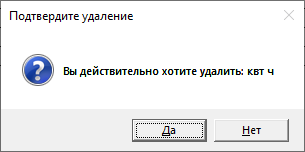 Подтвердите удаление
Вы действительно хотите удалить: квт ч
Да
Нет